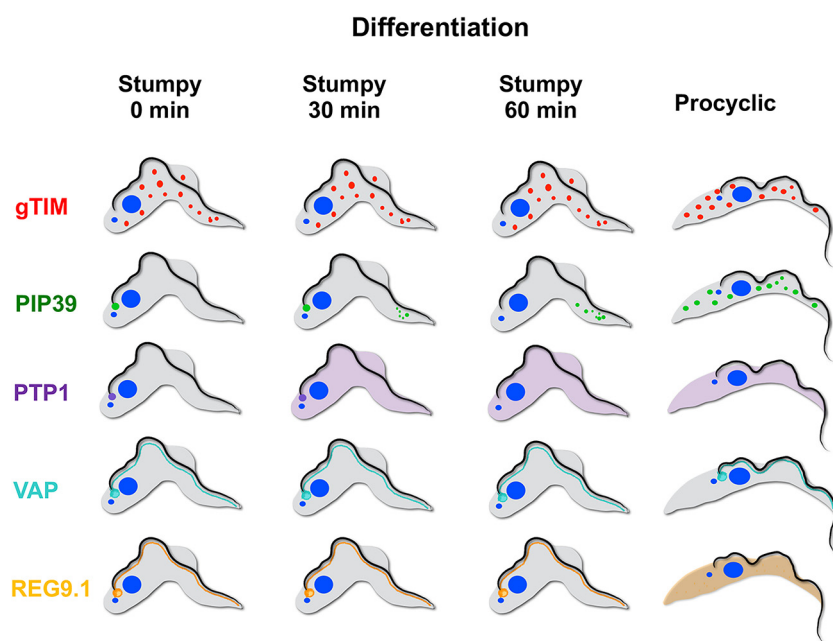 Differentiation
Stumpy
0 min
Stumpy
30 min
Stumpy
60 min
Procyclic
gTIM
PIP39
PTP1
VAP
REG9.1